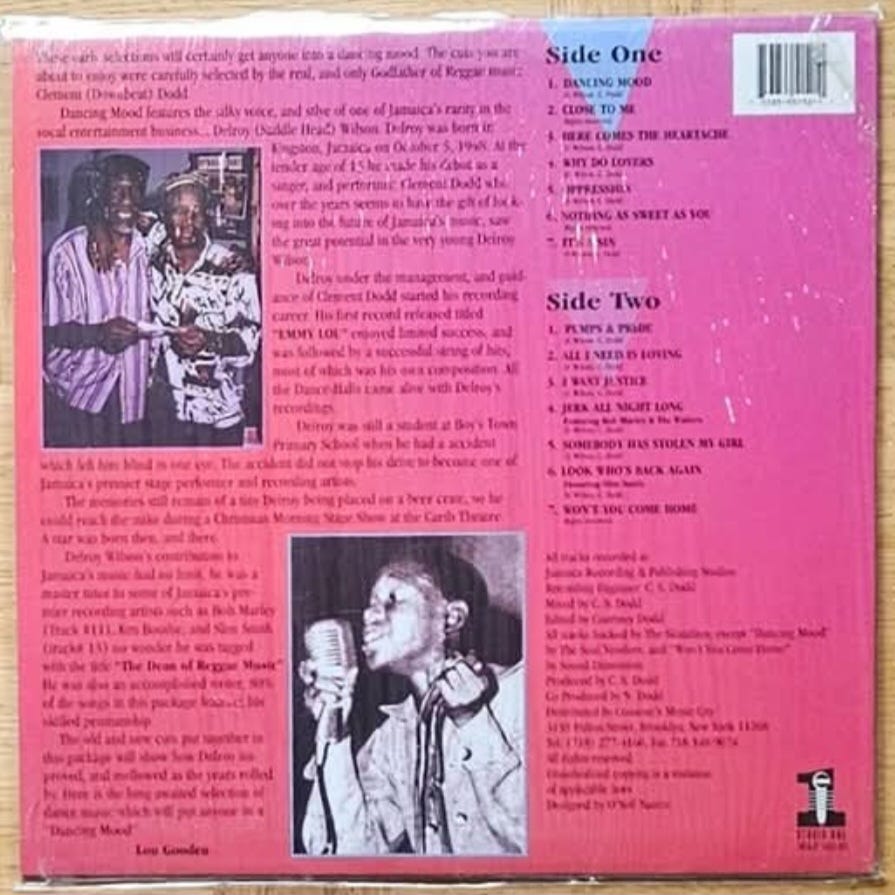 These early selections will certainly get anyone into a dancing mood. The cuts you are
about to enjoy were carefully selected by the real, and only Godfather of Reggae music:
Clement (Downbeat) Dodd
Dancing Mood features the silky voice, and stlye of one of Jamaica's rarity in the
vocal entertainment business... Delroy (Saddle Head) Wilson. Delroy was born in
Kingston, Jamaica on October 5, At the
tender age of 13 he made his debut as a
singer, and performer. Clement Dodd who
over the years seems to have the gift of look-
ing into the future of Jamaica's music, saw
the great potential in the very young Delroy
Wilson.
Delroy under the management, and guid-
ance of Clement Dodd started his recording
career. His first record released titled
"EMMY LOU" enjoyed limited success, and
was followed by a successful string of hits,
most of which was his own composition. All
the Dance-Halls came alive with Delroy's
recordings.
Delroy was still a student at Boy's Town
Primary School when he had a accident
which left him blind in one eye. The accident did not stop his drive to become one of
Jamaica's premier stage performer and recording artists.
The memories still remain of a tiny Delroy being placed on a beer crate, so he
could reach the mike during a Christmas Morning Stage Show at the Carib Theatre.
A star was born then, and there.
Delroy Wilson's contribution to
Jamaica's music had no limit, he was a
master tutor to some of Jamaica's pre-
mier recording artists such as Bob Marley
(Track #11), Ken Boothe, and Slim Smith
(track# 13) no wonder he was tagged
with the title "The Dean of Reggae Music"
He was also an accomplished writer,
of the songs in this package his
skilled penmanship.
The old and new cuts put together in
this package will show how Delroy im-
proved, and mellowed as the years rolled
by. Here is the long awaited selection of
dance music which will put anyone in a
"Dancing Mood"
Lou Gooden
Side One
1. DANCING MOOD
2. CLOSE TO ME
3. HERE COMES THE HEARTACHE
4. WHY DO LOVERS
5. OPPRESSION
6. NOTHING AS SWEET AS YOU
7. IT'S A SIN
Side Two
1. PUMPS & PRIDE
2. ALL I NEED IS LOVING
3. I WANT JUSTICE
4. JERK ALL NIGHT LONG
Featuring Bob Marley & The Wailers
5. SOMEBODY HAS STOLEN MY GIRL
6. LOOK WHO'S BACK AGAIN
Featuring Slim Smith
7. WON'T YOU COME HOME
All tracks recorded at
Jamaica Recording & Publishing Studios
Recording Engineer: C. S. Dodd
Mixed by C. S. Dodd
Edited by Courtney Dodd
All tracks backed by The Skatalites, except "Dancing Mood"
by The Soul Vendors, and "Won't You Come Home"
by Sound Dimension
Produced by C. S. Dodd
Co Produced by N. Dodd
Distributed by Coxsone's Music City
3135 Fulton Street, Brooklyn, New York 11208
All rights reserved
Unauthorized copying is a violation
of applicable laws
Designed by O'Neil Nanco
1
STUDIO ONE